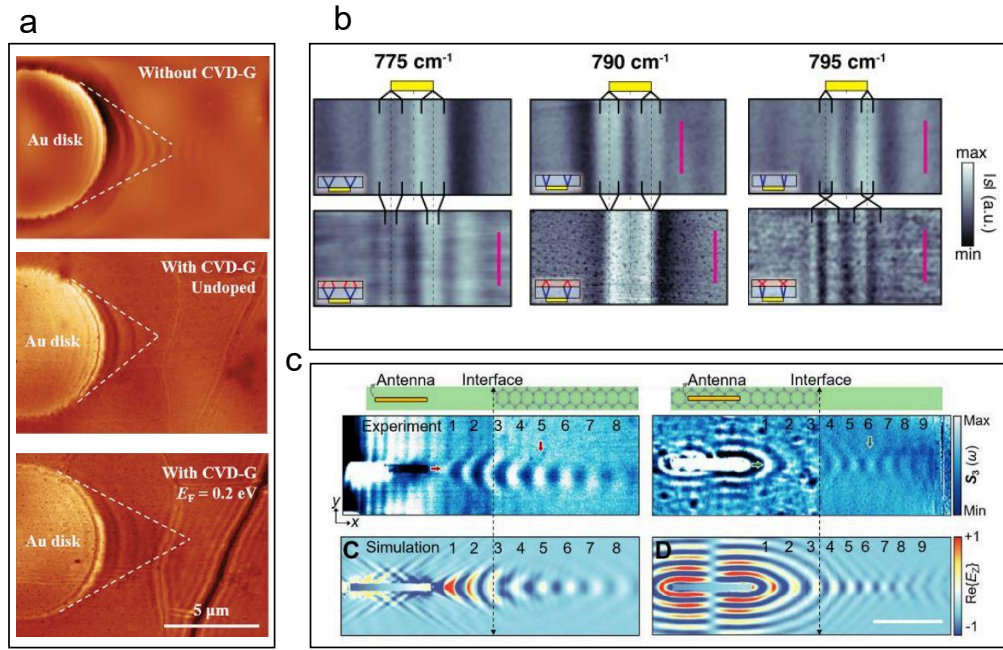 a
Without CVD-G
Au disk
With CVD-G
Undoped
Au disk
With CVD-G
E_F = 0.2 eV
Au disk
5 μm
b
775 cm⁻¹
790 cm⁻¹
795 cm⁻¹
max
|s| (a.u.)
min
c
Antenna
Interface
Antenna
Interface
Experiment 1 2 3 4 5 6 7 8
1 2 3 4 5 6 7 8 9
Max
S₃ (ω)
Min
y
x
C Simulation 1 2 3 4 5 6 7 8
D 1 2 3 4 5 6 7 8 9
+1
Re{E_Z}
-1